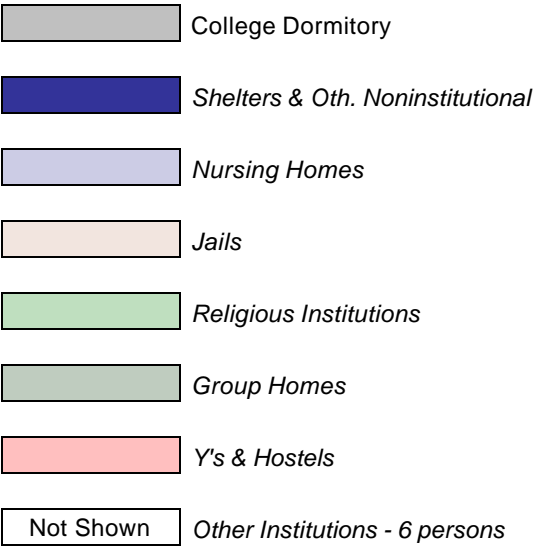 College Dormitory
Shelters & Oth. Noninstitutional
Nursing Homes
Jails
Religious Institutions
Group Homes
Y's & Hostels
Not Shown Other Institutions - 6 persons